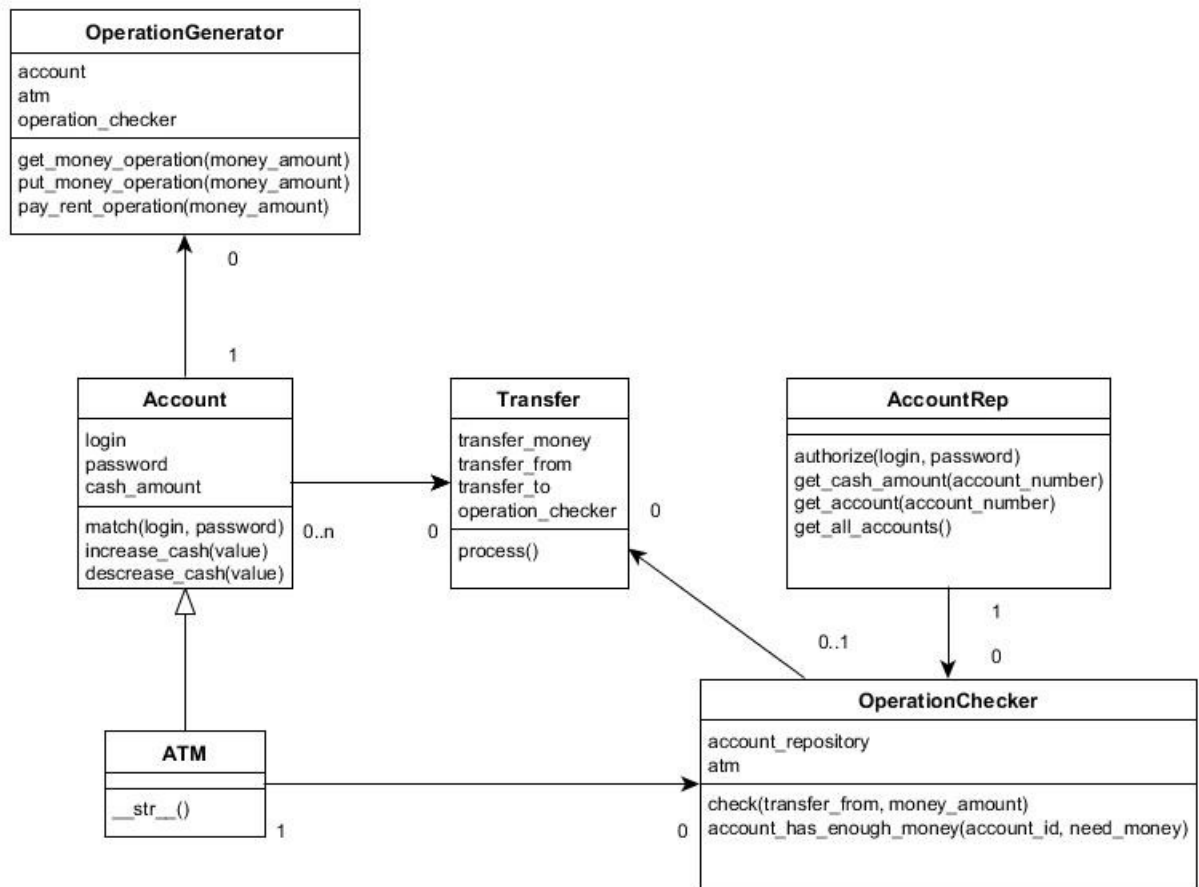 OperationGenerator
account
atm
operation_checker
get_money_operation(money_amount)
put_money_operation(money_amount)
pay_rent_operation(money_amount)
0
1
Account
login
password
cash_amount
match(login, password)
increase_cash(value)
descrease_cash(value)
0..n
0
Transfer
transfer_money
transfer_from
transfer_to
operation_checker
process()
0
0..1
AccountRep
authorize(login, password)
get_cash_amount(account_number)
get_account(account_number)
get_all_accounts()
1
0
ATM
__str__()
1
0
OperationChecker
account_repository
atm
check(transfer_from, money_amount)
account_has_enough_money(account_id, need_money)